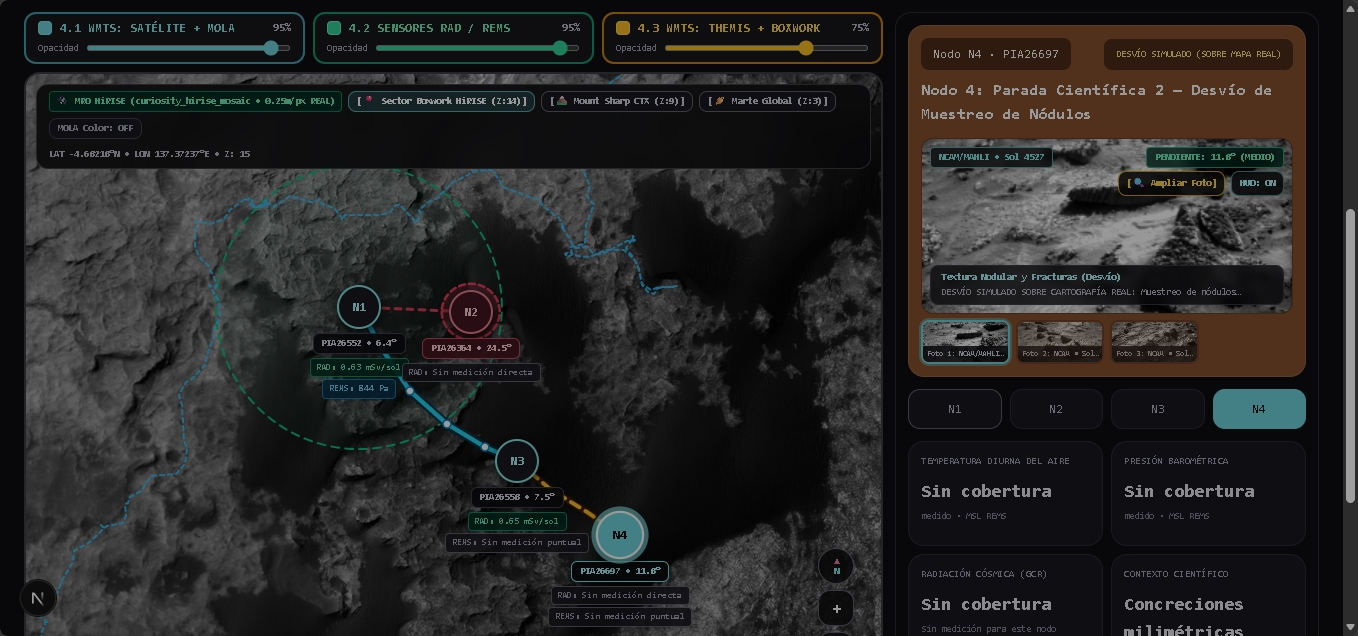 4.1 WMTS: SATÉLITE + MOLA 95%
Opacidad
4.2 SENSORES RAD / REMS 95%
Opacidad
4.3 WMTS: THEMIS + BOXWORK 75%
Opacidad
MRO HiRISE (curiosity_hirise_mosaic • 0.25m/px REAL)
[ Sector Boxwork HiRISE (Z:14)]
[ Mount Sharp CTX (Z:9)]
[ Marte Global (Z:3)]
MOLA Color: OFF
LAT -4.66216°N • LON 137.37237°E • Z: 15
N1
N2
PIA26552 • 6.4°
PIA26364 • 24.5°
RAD: 0.63 mSv/sol
RAD: Sin medición directa
REMS: 844 Pa
N3
PIA26558 • 7.5°
RAD: 0.65 mSv/sol
REMS: Sin medición puntual
N4
PIA26697 • 11.8°
RAD: Sin medición directa
REMS: Sin medición puntual
N
+
N
Nodo N4 · PIA26697
DESVÍO SIMULADO (SOBRE MAPA REAL)
Nodo 4: Parada Científica 2 — Desvío de
Muestreo de Nódulos
NCAM/MAHLI • Sol 4527
PENDIENTE: 11.8° (MEDIO)
[ Ampliar Foto]
HUD: ON
Textura Nodular y Fracturas (Desvío)
DESVÍO SIMULADO SOBRE CARTOGRAFÍA REAL: Muestreo de nódulos…
Foto 1: NCAM/MAHLI…
Foto 2: NCAM • Sol…
Foto 3: NCAM • Sol…
N1
N2
N3
N4
TEMPERATURA DIURNA DEL AIRE
Sin cobertura
medido • MSL REMS
PRESIÓN BAROMÉTRICA
Sin cobertura
medido • MSL REMS
RADIACIÓN CÓSMICA (GCR)
Sin cobertura
Sin medición para este nodo
CONTEXTO CIENTÍFICO
Concreciones
milimétricas